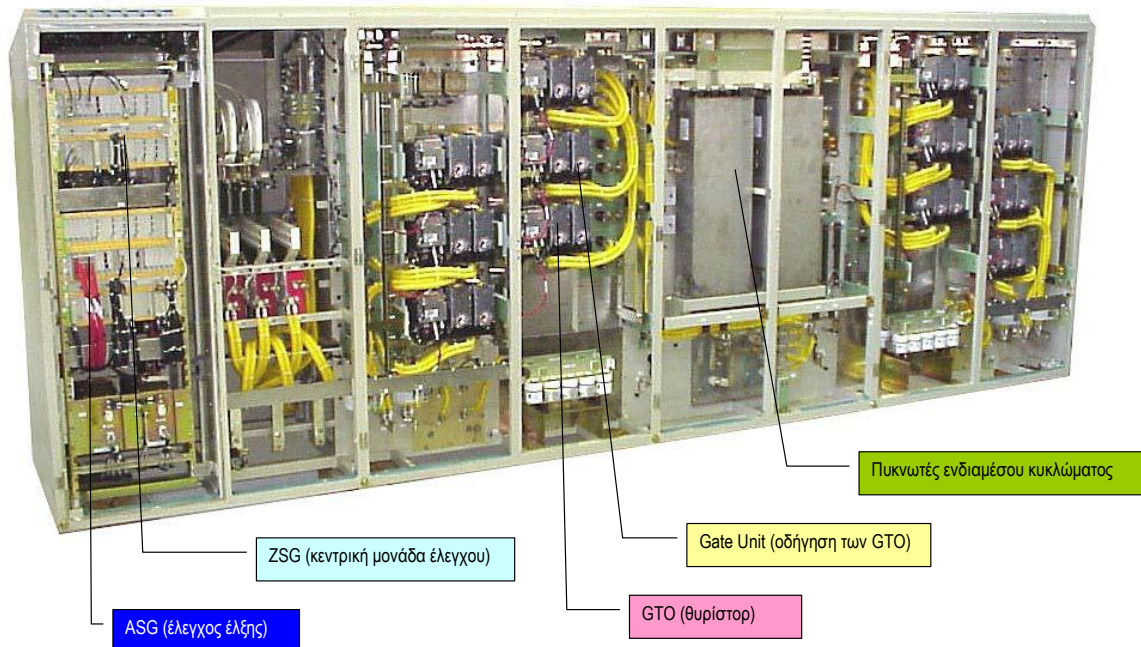 Πυκνωτές ενδιαμέσου κυκλώματος
Gate Unit (οδήγηση των GTO)
ZSG (κεντρική μονάδα έλεγχου)
GTO (θυρίστορ)
ASG (έλεγχος έλξης)